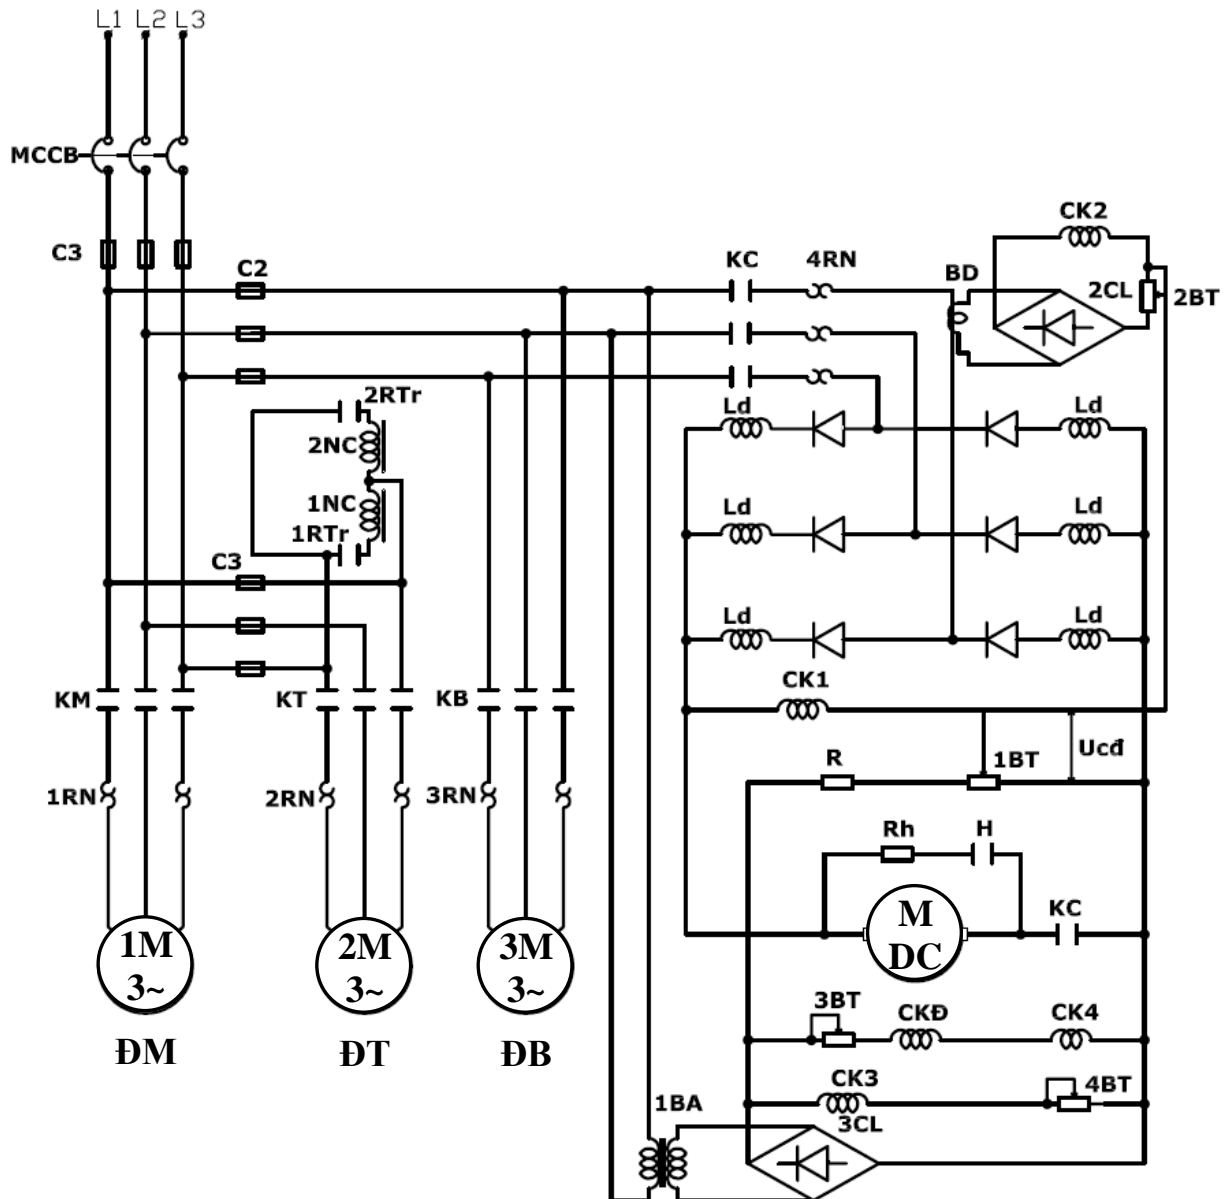 L1 L2 L3
MCCB
C3
C2
KC
4RN
BD
CK2
2CL
2BT
2RTr
2NC
1NC
1RTr
C3
Ld
Ld
Ld
Ld
Ld
Ld
CK1
KM
KT
KB
Ucđ
R
1BT
1RN
2RN
3RN
Rh
H
M
DC
KC
1M
3~
2M
3~
3M
3~
ĐM
ĐT
ĐB
3BT
CKĐ
CK4
CK3
4BT
1BA
3CL